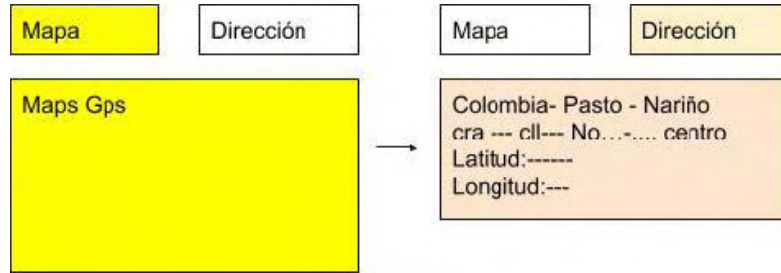 Mapa
Dirección
Maps Gps
Mapa
Dirección
Colombia- Pasto - Nariño
cra --- cll--- No...-.... centro
Latitud:------
Longitud:---